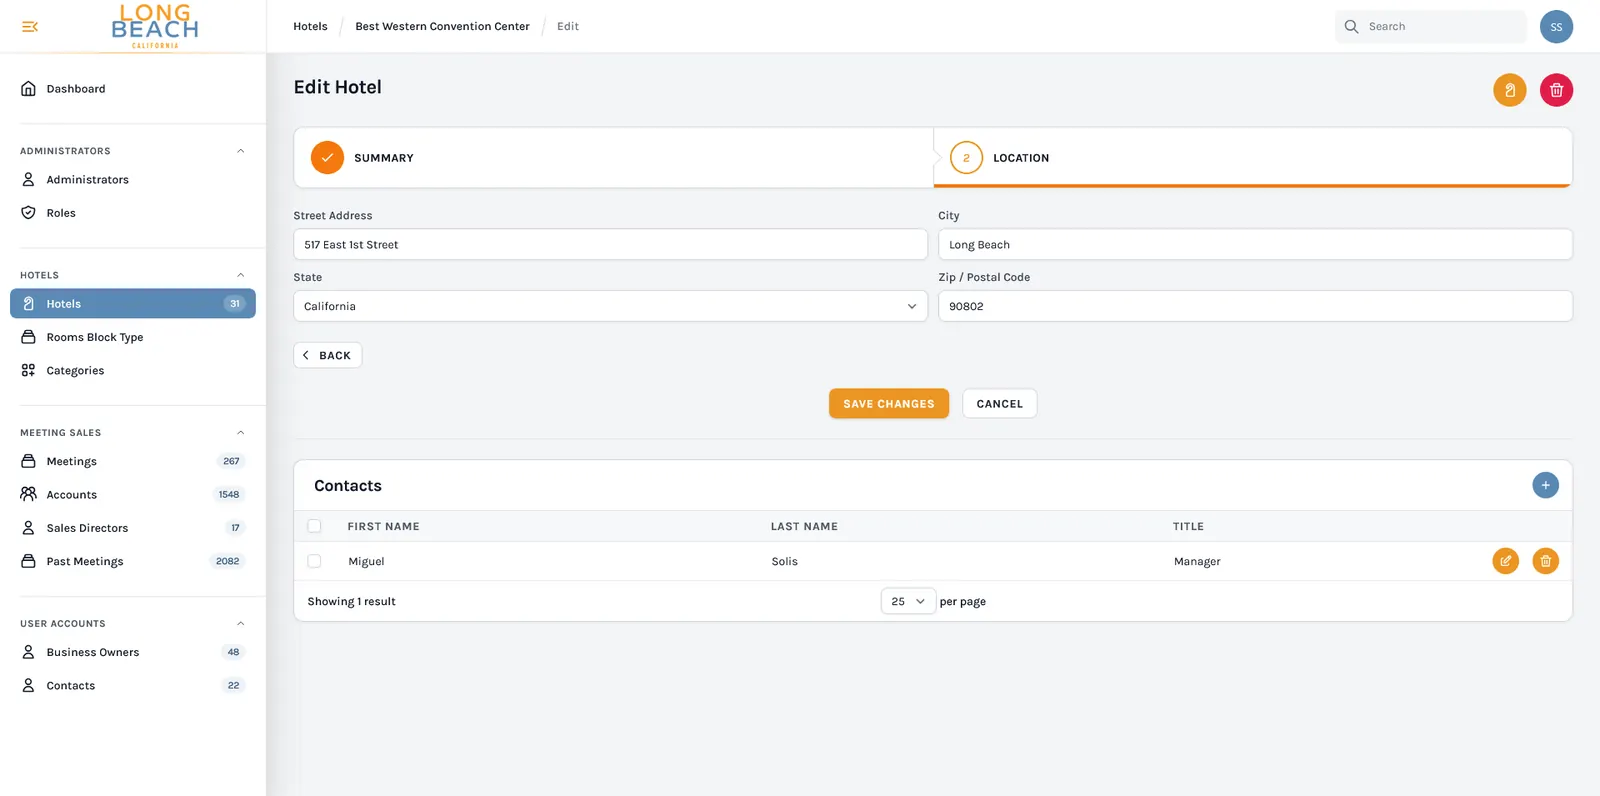 LONG
BEACH
CALIFORNIA
Hotels / Best Western Convention Center / Edit
Search
SS
Dashboard
ADMINISTRATORS
Administrators
Roles
HOTELS
Hotels 31
Rooms Block Type
Categories
MEETING SALES
Meetings 267
Accounts 1548
Sales Directors 17
Past Meetings 2082
USER ACCOUNTS
Business Owners 48
Contacts 22
Edit Hotel
SUMMARY
2 LOCATION
Street Address City
517 East 1st Street Long Beach
State Zip / Postal Code
California 90802
BACK
SAVE CHANGES CANCEL
Contacts
FIRST NAME LAST NAME TITLE
Miguel Solis Manager
Showing 1 result 25 per page